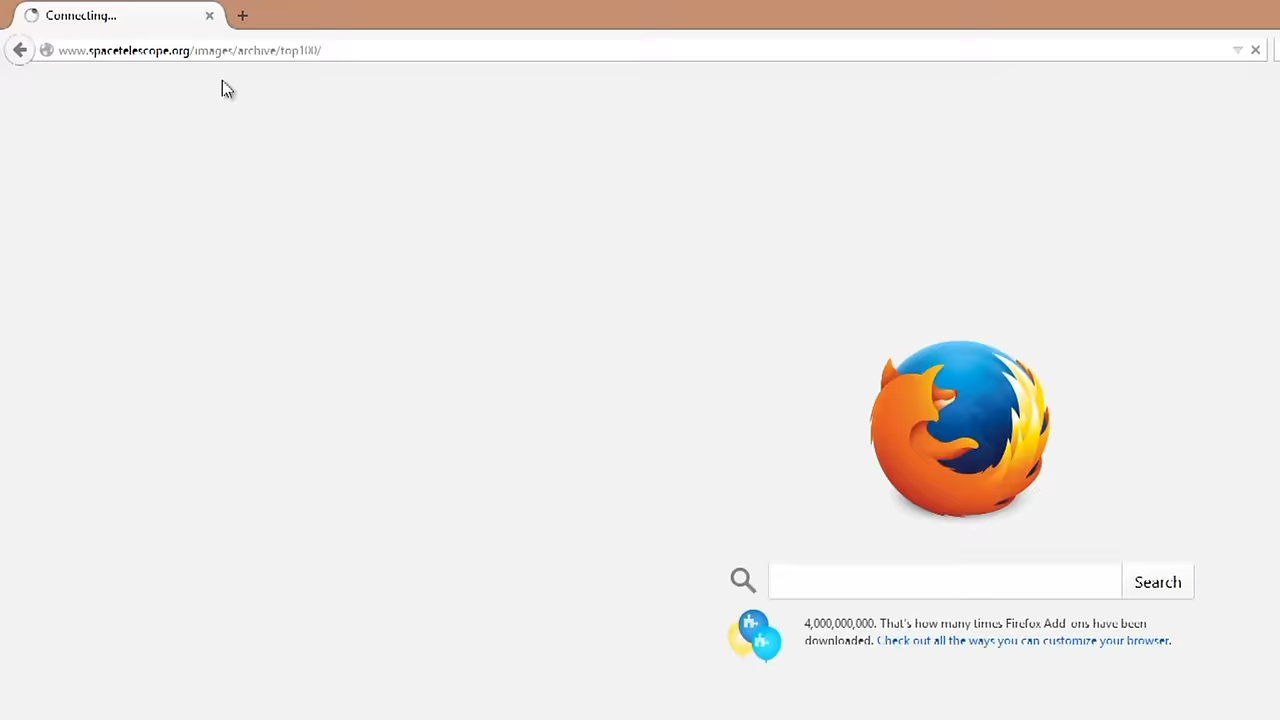 Connecting...
www.spacetelescope.org/images/archive/top100/
Search
4,000,000,000. That's how many times Firefox Add-ons have been
downloaded. Check out all the ways you can customize your browser.